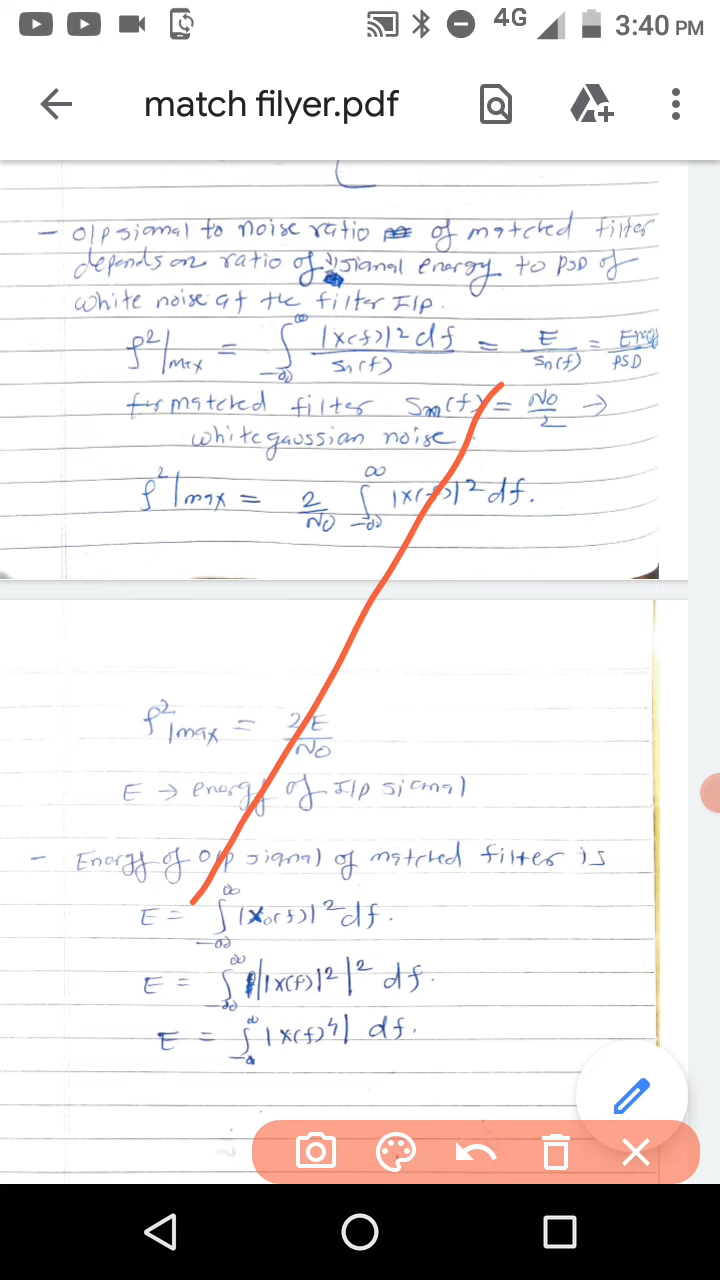 4G 3:40 PM
match filyer.pdf
- O/P signal to noise ratio of matched filter
depends on ratio of i/p signal energy to PSD of
white noise at the filter I/P.
ρ²|max = ∫_{-∞}^{∞} |X(f)|² df / Sn(f) = E / Sn(f) = Energy / PSD
for matched filter Sn(f) = No/2 →
white gaussian noise
ρ²|max = 2/No ∫_{-∞}^{∞} |X(f)|² df.
ρ²|max = 2E/No
E → energy of I/P signal
- Energy of O/P signal of matched filter is
E = ∫_{-∞}^{∞} |Xo(f)|² df.
E = ∫_{-∞}^{∞} ||X(f)|²|² df.
E = ∫_{-∞}^{∞} |X(f)⁴| df.